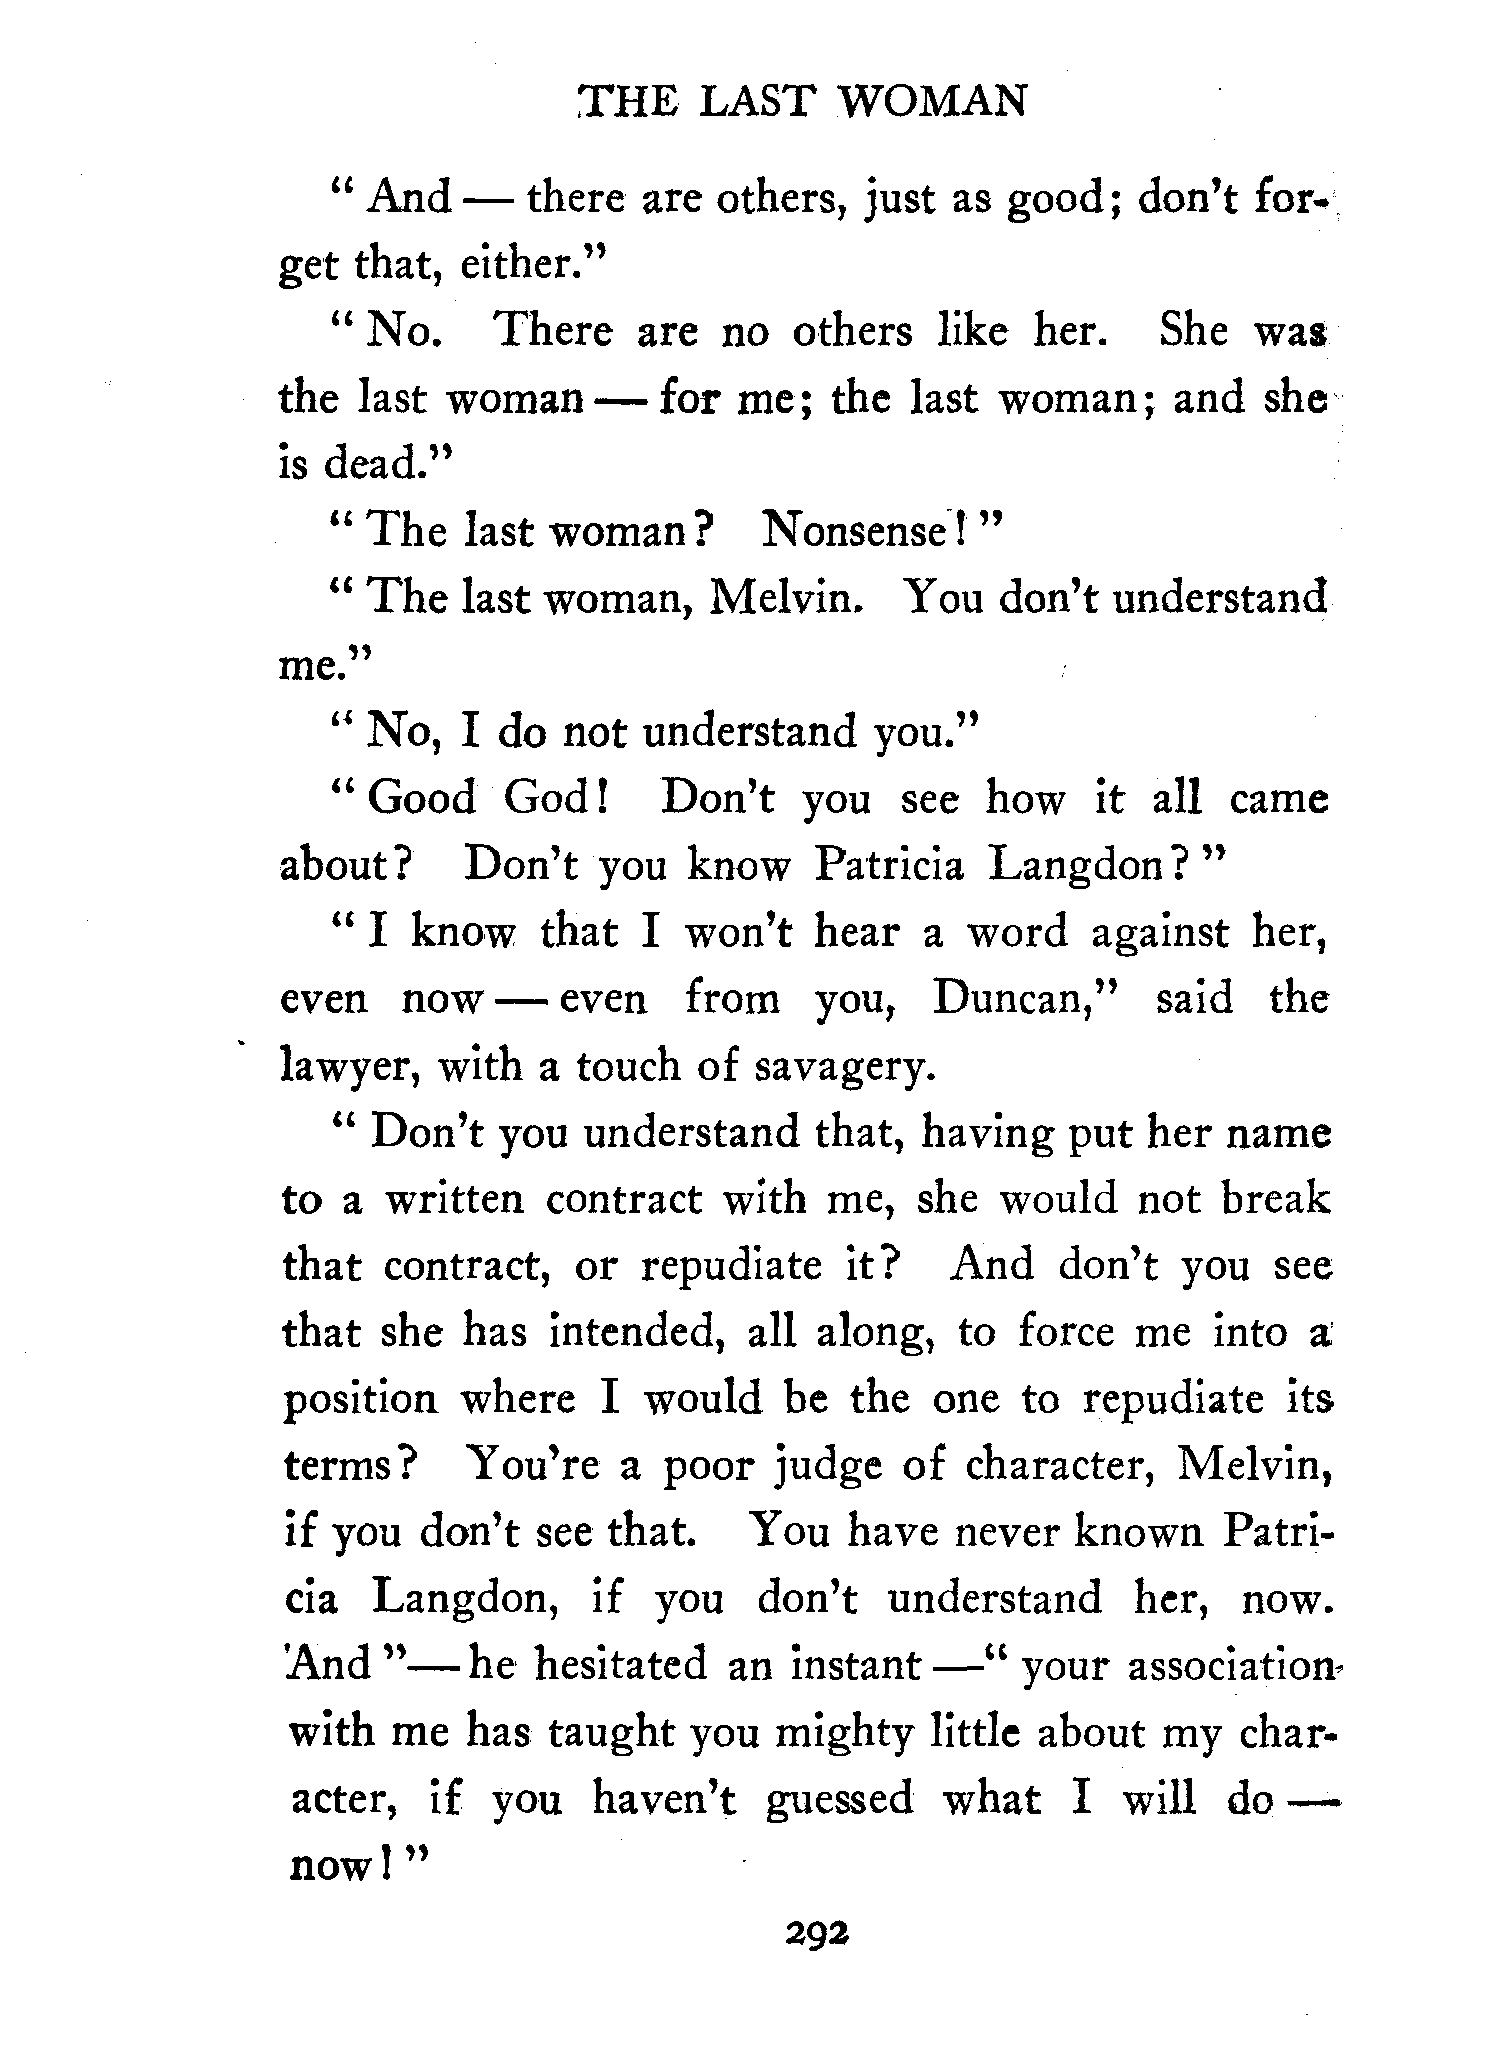 THE LAST WOMAN
“ And — there are others, just as good; don’t for-
get that, either.”
“ No. There are no others like her. She was
the last woman — for me; the last woman; and she
is dead.”
“ The last woman? Nonsense! ”
“ The last woman, Melvin. You don’t understand
me.”
“ No, I do not understand you.”
“ Good God! Don’t you see how it all came
about? Don’t you know Patricia Langdon? ”
“ I know that I won’t hear a word against her,
even now — even from you, Duncan,” said the
lawyer, with a touch of savagery.
“ Don’t you understand that, having put her name
to a written contract with me, she would not break
that contract, or repudiate it? And don’t you see
that she has intended, all along, to force me into a
position where I would be the one to repudiate its
terms? You’re a poor judge of character, Melvin,
if you don’t see that. You have never known Patri-
cia Langdon, if you don’t understand her, now.
And ”— he hesitated an instant —“ your association
with me has taught you mighty little about my char-
acter, if you haven’t guessed what I will do —
now! ”
292